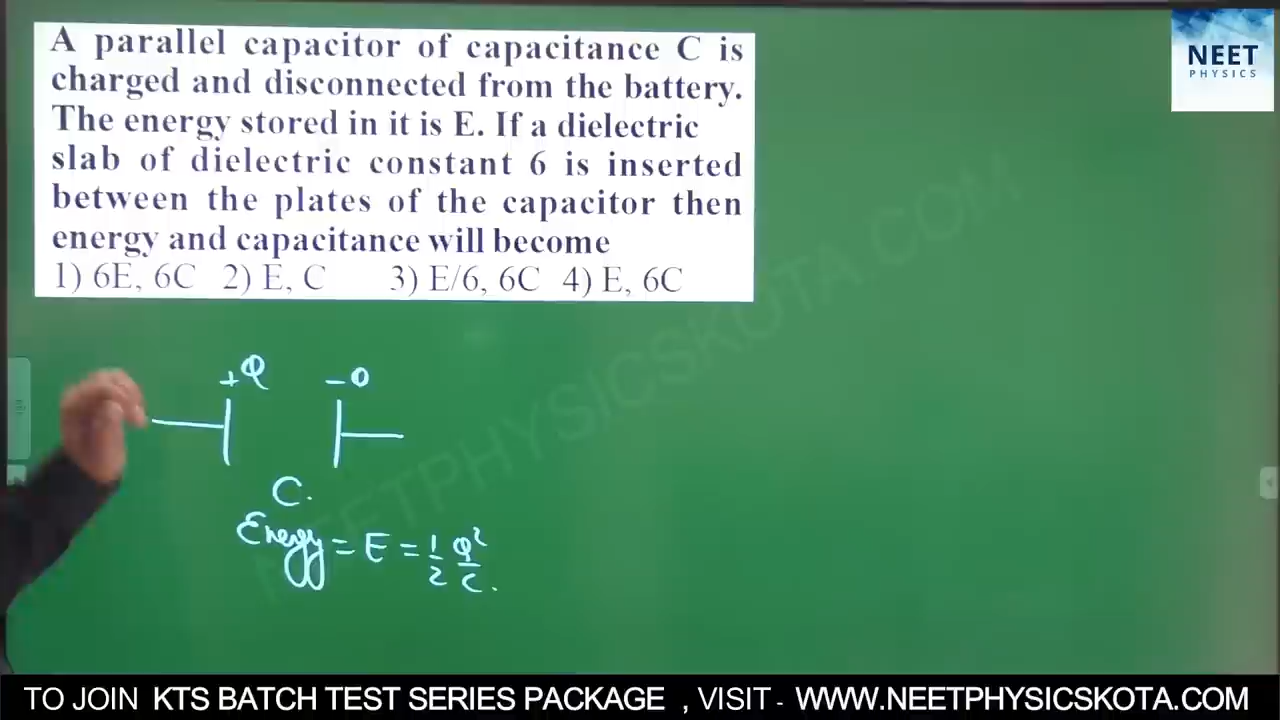 A parallel capacitor of capacitance C is
charged and disconnected from the battery.
The energy stored in it is E. If a dielectric
slab of dielectric constant 6 is inserted
between the plates of the capacitor then
energy and capacitance will become
1) 6E, 6C 2) E, C 3) E/6, 6C 4) E, 6C
NEET
PHYSICS
NEETPHYSICSKOTA.COM
+Q -Q
C.
Energy = E = 1/2 Q²/C.
TO JOIN KTS BATCH TEST SERIES PACKAGE , VISIT - WWW.NEETPHYSICSKOTA.COM